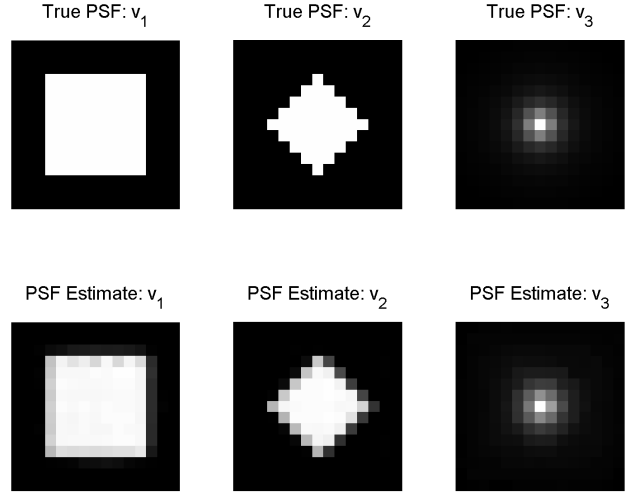 True PSF: v₁
True PSF: v₂
True PSF: v₃
PSF Estimate: v₁
PSF Estimate: v₂
PSF Estimate: v₃